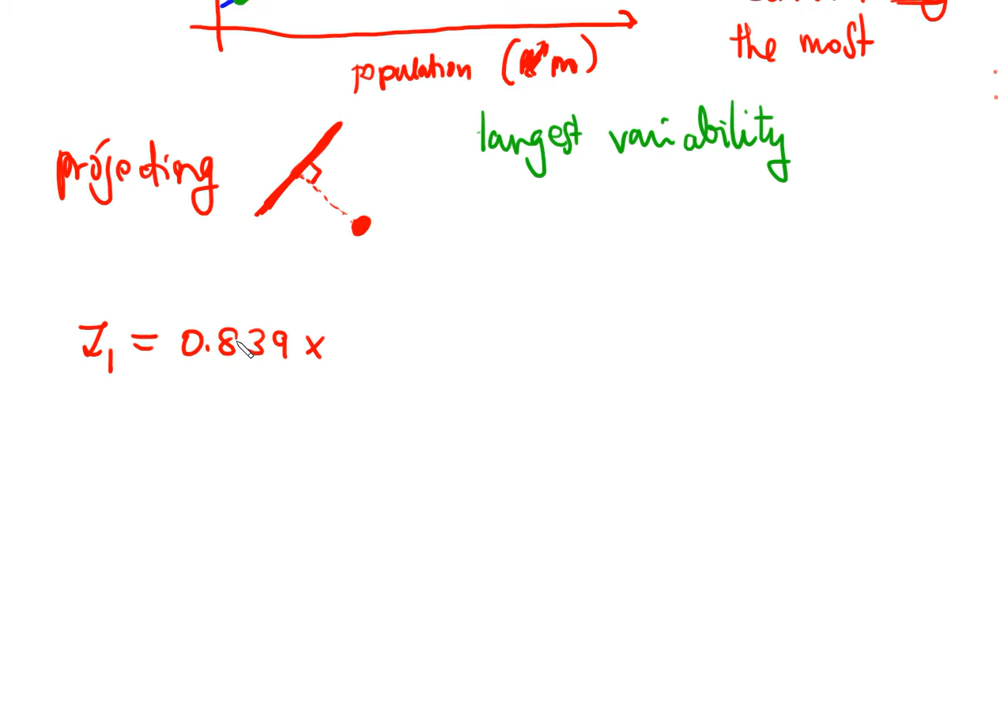 the most
population (m)
largest variability
projecting
Z1 = 0.839 x